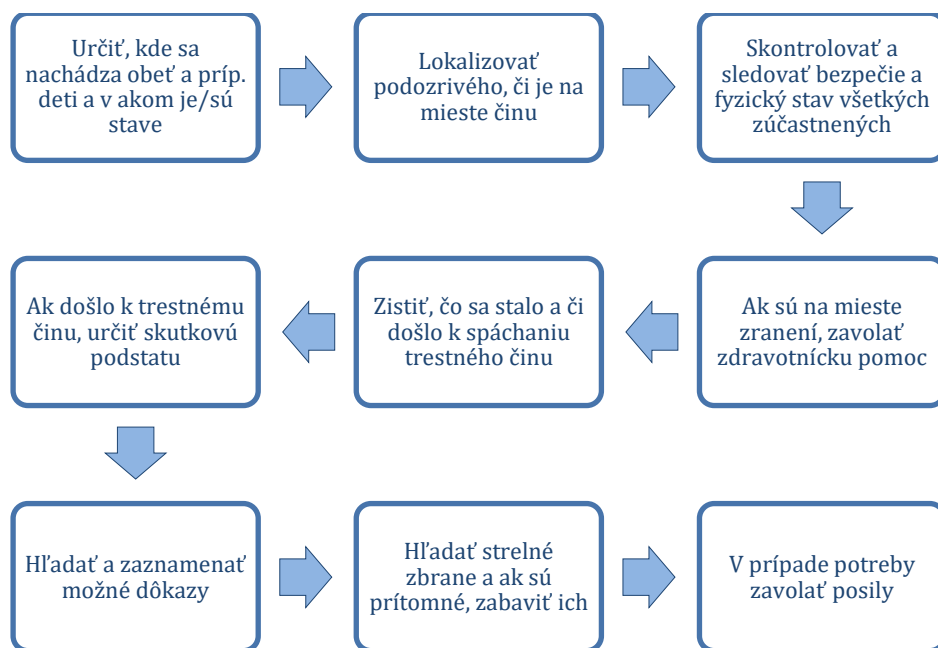 Určiť, kde sa
nachádza obeť a príp.
deti a v akom je/sú
stave
Lokalizovať
podozrivého, či je na
mieste činu
Skontrolovať a
sledovať bezpečie a
fyzický stav všetkých
zúčastnených
Ak sú na mieste
zranení, zavolať
zdravotnícku pomoc
Zistiť, čo sa stalo a či
došlo k spáchaniu
trestného činu
Ak došlo k trestnému
činu, určiť skutkovú
podstatu
Hľadať a zaznamenať
možné dôkazy
Hľadať strelné
zbrane a ak sú
prítomné, zabaviť ich
V prípade potreby
zavolať posily